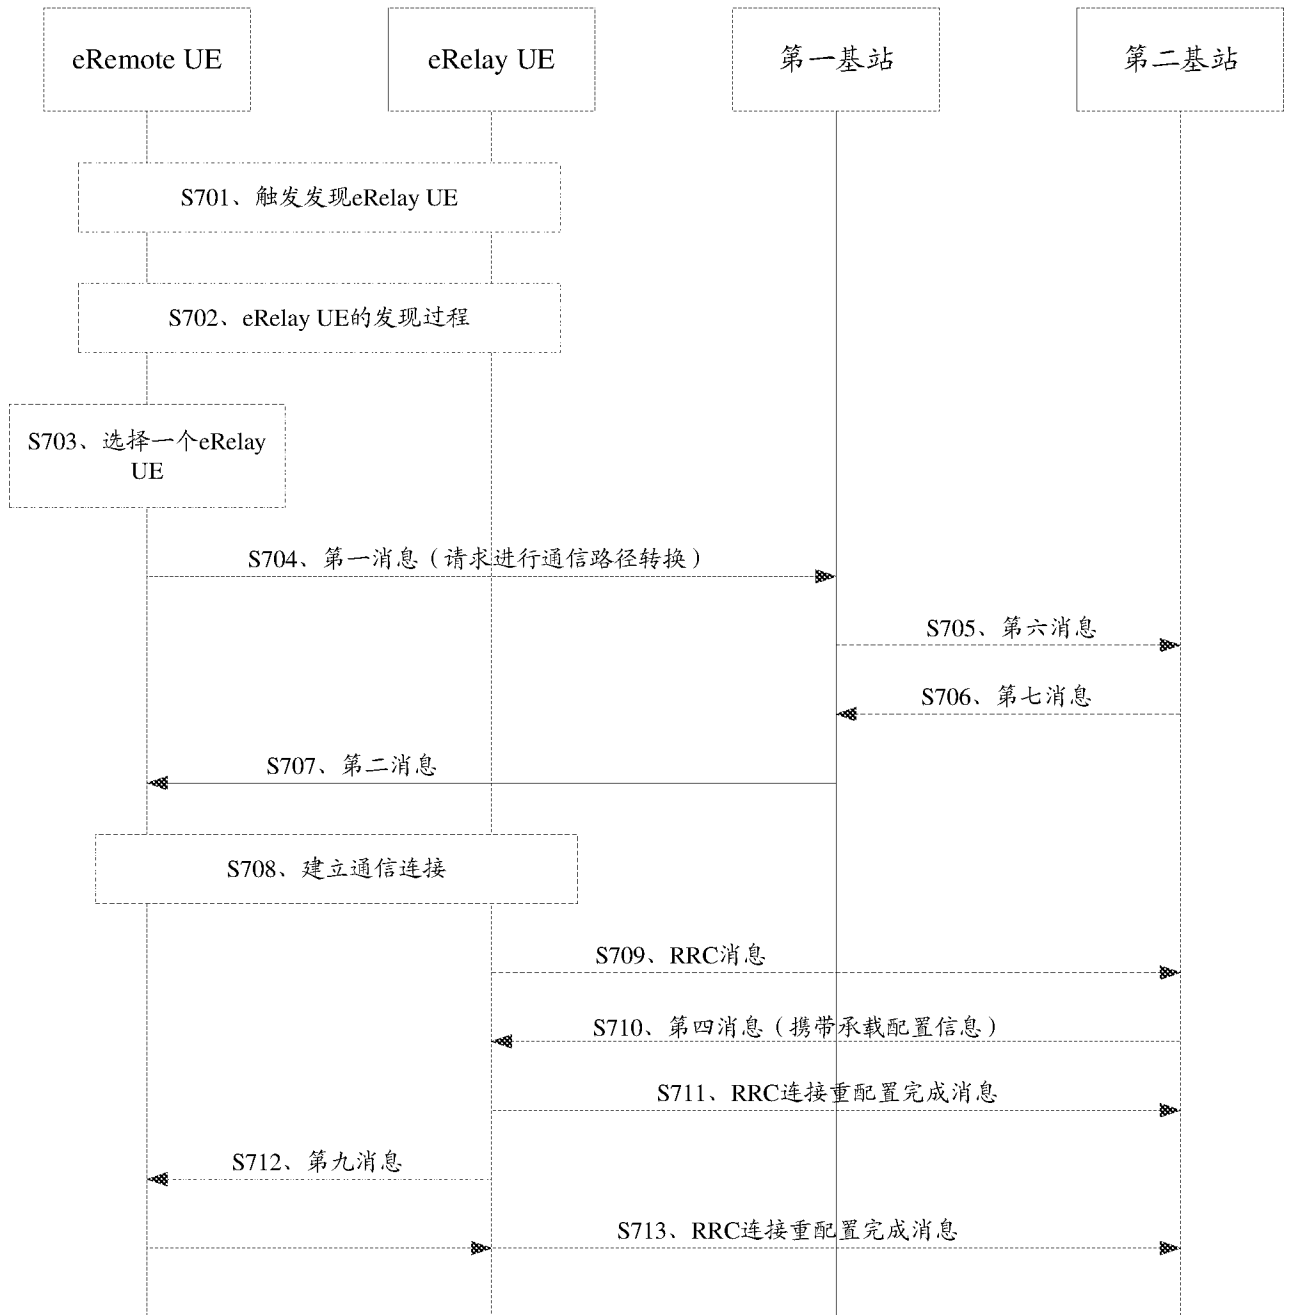 eRemote UE
eRelay UE
第一基站
第二基站
S701、触发发现eRelay UE
S702、eRelay UE的发现过程
S703、选择一个eRelay
UE
S704、第一消息（请求进行通信路径转换）
S705、第六消息
S706、第七消息
S707、第二消息
S708、建立通信连接
S709、RRC消息
S710、第四消息（携带承载配置信息）
S711、RRC连接重配置完成消息
S712、第九消息
S713、RRC连接重配置完成消息